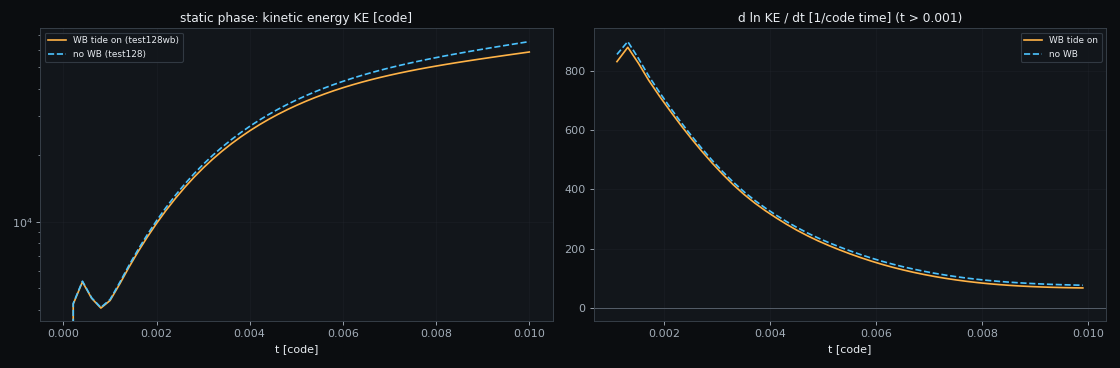 static phase: kinetic energy KE [code]
WB tide on (test128wb)
no WB (test128)
10⁴
0.000 0.002 0.004 0.006 0.008 0.010
t [code]
d ln KE / dt [1/code time] (t > 0.001)
WB tide on
no WB
800
600
400
200
0
0.002 0.004 0.006 0.008 0.010
t [code]